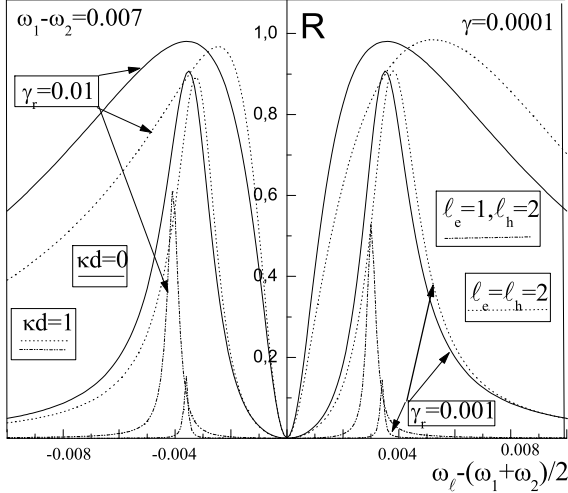 ω₁-ω₂=0.007
1,0
R
γ=0.0001
γᵣ=0.01
0,8
0,6
ℓₑ=1,ℓₕ=2
κd=0
0,4
ℓₑ=ℓₕ=2
κd=1
0,2
γᵣ=0.001
-0.008
-0.004
0
0.004
0.008
ω_ℓ-(ω₁+ω₂)/2